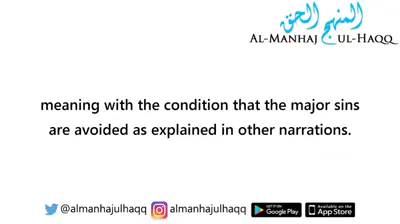 المنهج الحق
AL-MANHAJ UL-HAQQ
meaning with the condition that the major sins
are avoided as explained in other narrations.
@almanhajulhaqq almanhajulhaqq GET IT ON Google Play Available on the App Store